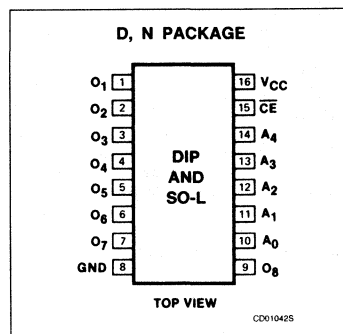 D, N PACKAGE
O1 1
O2 2
O3 3
O4 4
O5 5
O6 6
O7 7
GND 8
DIP
AND
SO-L
16 VCC
15 CE
14 A4
13 A3
12 A2
11 A1
10 A0
9 O8
TOP VIEW
CD01042S